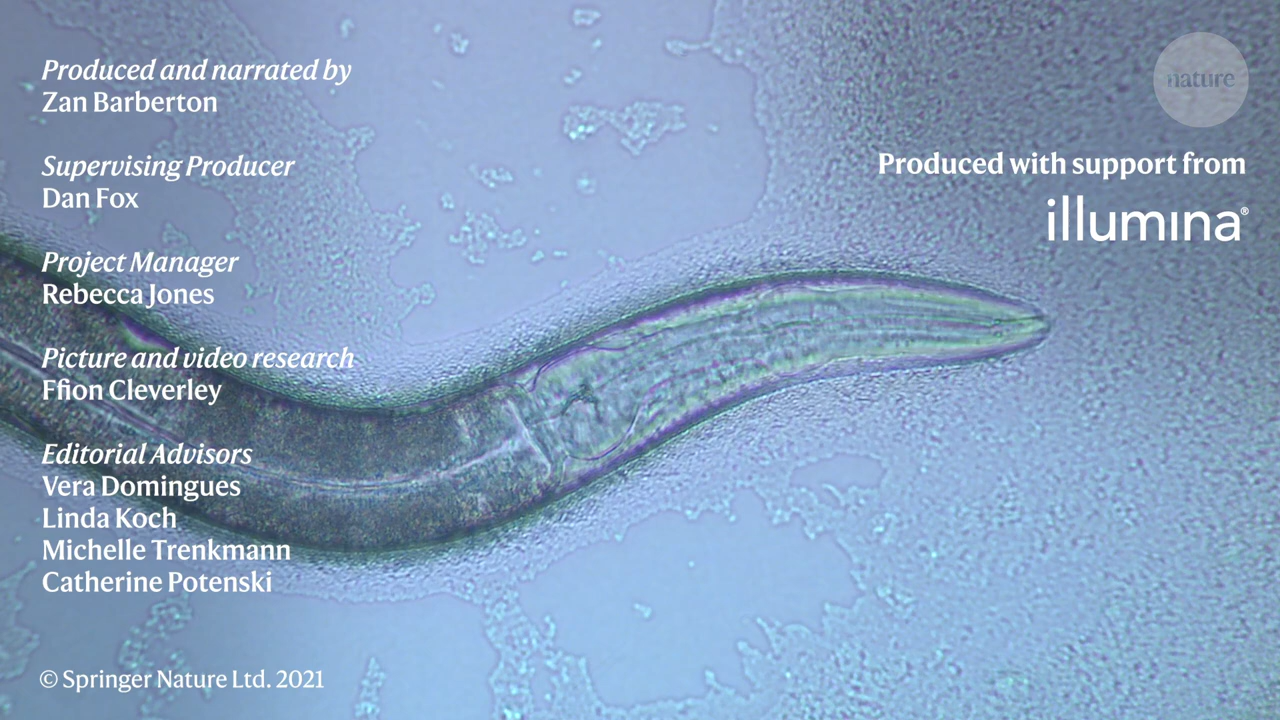 Produced and narrated by
Zan Barberton
Supervising Producer
Dan Fox
Project Manager
Rebecca Jones
Picture and video research
Ffion Cleverley
Editorial Advisors
Vera Domingues
Linda Koch
Michelle Trenkmann
Catherine Potenski
© Springer Nature Ltd. 2021
nature
Produced with support from
illumina®